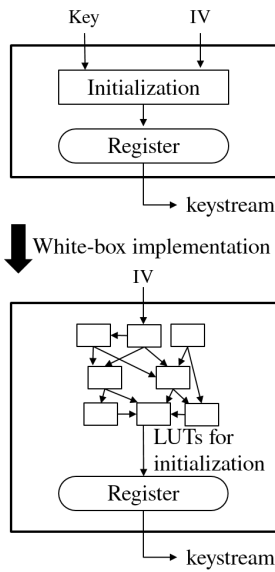 Key IV
Initialization
Register
keystream
White-box implementation
IV
LUTs for
initialization
Register
keystream